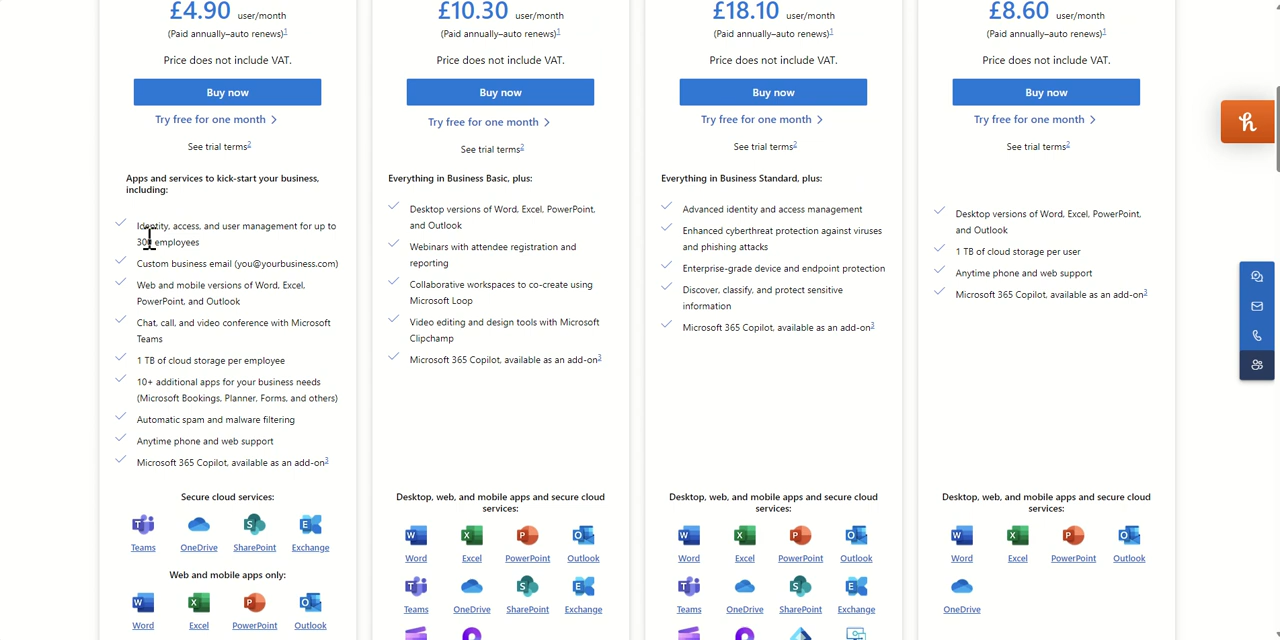 £4.90 user/month
(Paid annually–auto renews)1
Price does not include VAT.
Buy now
Try free for one month
See trial terms2
Apps and services to kick-start your business,
including:
Identity, access, and user management for up to
300 employees
Custom business email (you@yourbusiness.com)
Web and mobile versions of Word, Excel,
PowerPoint, and Outlook
Chat, call, and video conference with Microsoft
Teams
1 TB of cloud storage per employee
10+ additional apps for your business needs
(Microsoft Bookings, Planner, Forms, and others)
Automatic spam and malware filtering
Anytime phone and web support
Microsoft 365 Copilot, available as an add-on3
Secure cloud services:
Teams OneDrive SharePoint Exchange
Web and mobile apps only:
Word Excel PowerPoint Outlook
£10.30 user/month
(Paid annually–auto renews)1
Price does not include VAT.
Buy now
Try free for one month
See trial terms2
Everything in Business Basic, plus:
Desktop versions of Word, Excel, PowerPoint,
and Outlook
Webinars with attendee registration and
reporting
Collaborative workspaces to co-create using
Microsoft Loop
Video editing and design tools with Microsoft
Clipchamp
Microsoft 365 Copilot, available as an add-on3
Desktop, web, and mobile apps and secure cloud
services:
Word Excel PowerPoint Outlook
Teams OneDrive SharePoint Exchange
£18.10 user/month
(Paid annually–auto renews)1
Price does not include VAT.
Buy now
Try free for one month
See trial terms2
Everything in Business Standard, plus:
Advanced identity and access management
Enhanced cyberthreat protection against viruses
and phishing attacks
Enterprise-grade device and endpoint protection
Discover, classify, and protect sensitive
information
Microsoft 365 Copilot, available as an add-on3
Desktop, web, and mobile apps and secure cloud
services:
Word Excel PowerPoint Outlook
Teams OneDrive SharePoint Exchange
£8.60 user/month
(Paid annually–auto renews)1
Price does not include VAT.
Buy now
Try free for one month
See trial terms2
Desktop versions of Word, Excel, PowerPoint,
and Outlook
1 TB of cloud storage per user
Anytime phone and web support
Microsoft 365 Copilot, available as an add-on3
Desktop, web, and mobile apps and secure cloud
services:
Word Excel PowerPoint Outlook
OneDrive